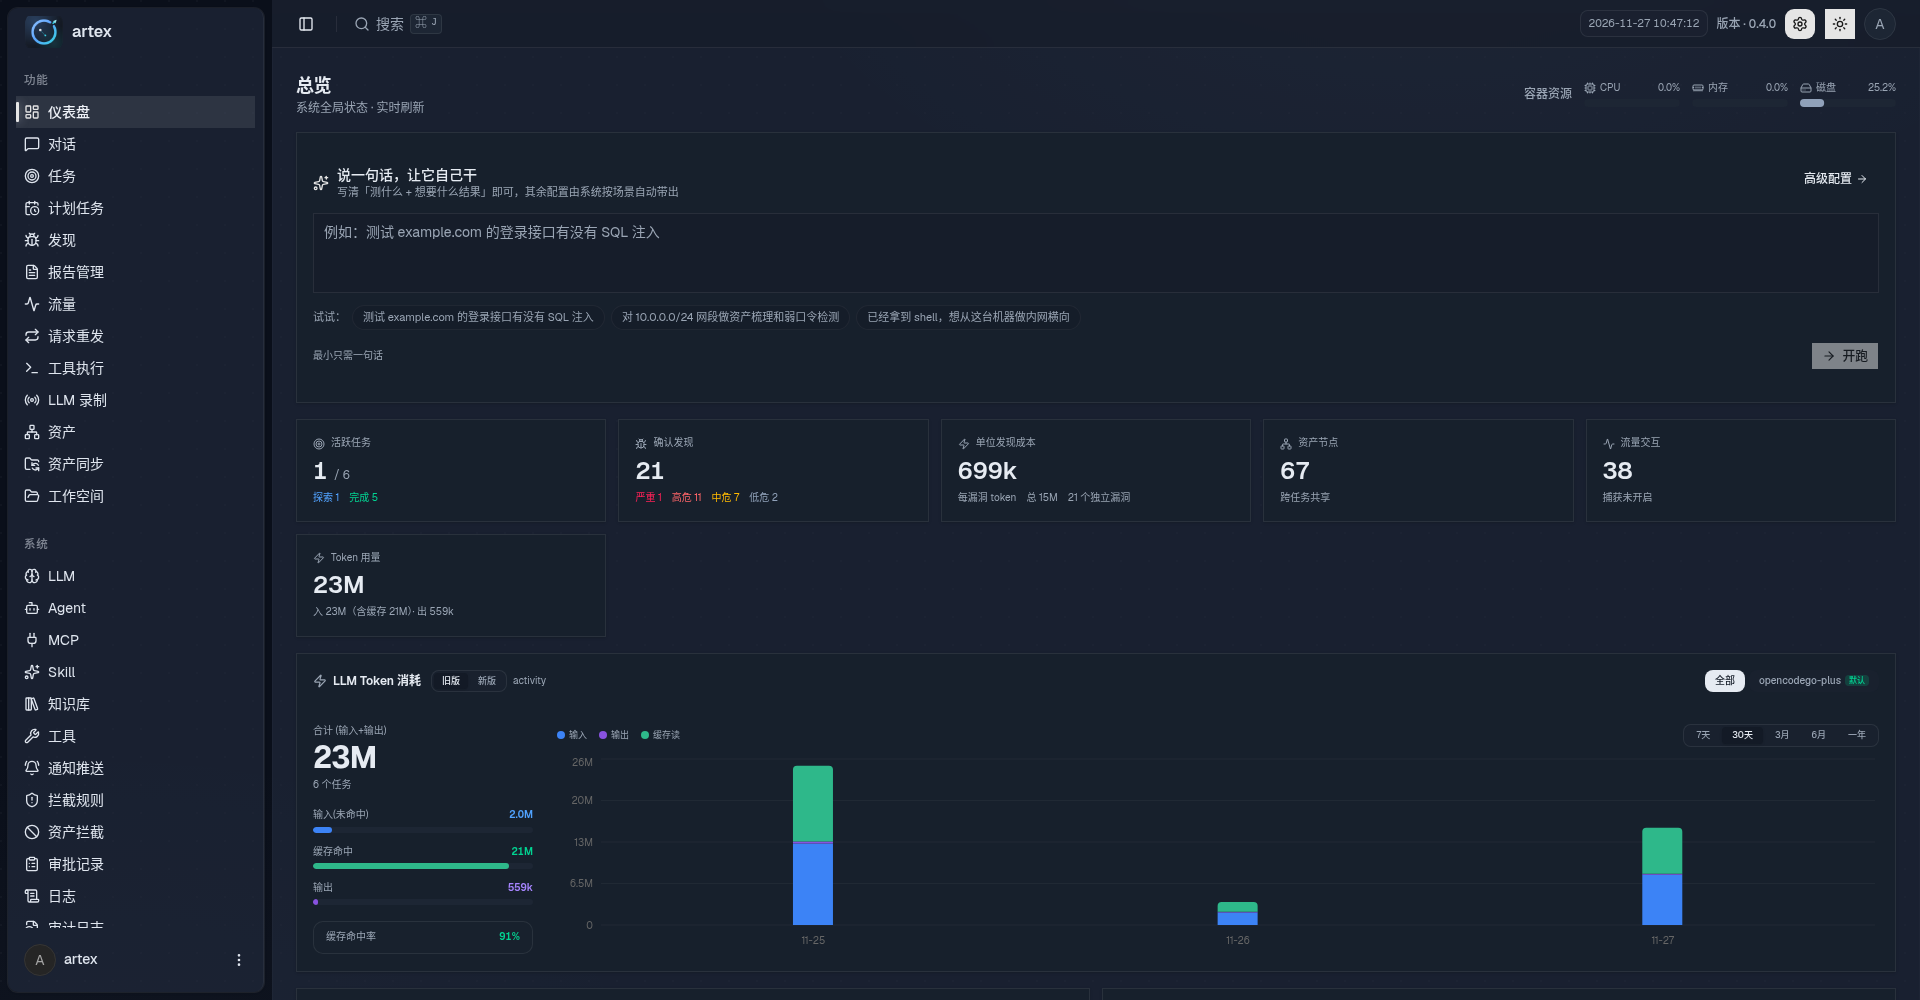 artex
功能
仪表盘
对话
任务
计划任务
发现
报告管理
流量
请求重发
工具执行
LLM 录制
资产
资产同步
工作空间
系统
LLM
Agent
MCP
Skill
知识库
工具
通知推送
拦截规则
资产拦截
审批记录
日志
审计日志
A artex
搜索 ⌘ J
2026-11-27 10:47:12 版本 · 0.4.0 A
总览
系统全局状态 · 实时刷新
容器资源 CPU 0.0% 内存 0.0% 磁盘 25.2%
说一句话，让它自己干
写清「测什么 + 想要什么结果」即可，其余配置由系统按场景自动带出
高级配置
例如：测试 example.com 的登录接口有没有 SQL 注入
试试： 测试 example.com 的登录接口有没有 SQL 注入 对 10.0.0.0/24 网段做资产梳理和弱口令检测 已经拿到 shell，想从这台机器做内网横向
最小只需一句话
开跑
活跃任务
1 / 6
探索 1 完成 5
确认发现
21
严重 1 高危 11 中危 7 低危 2
单位发现成本
699k
每漏洞 token 总 15M 21 个独立漏洞
资产节点
67
跨任务共享
流量交互
38
捕获未开启
Token 用量
23M
入 23M（含缓存 21M）· 出 559k
LLM Token 消耗 旧版 新版 activity
全部 opencodego-plus 默认
合计 (输入+输出)
23M
6 个任务
输入(未命中) 2.0M
缓存命中 21M
输出 559k
缓存命中率 91%
输入 输出 缓存读
7天 30天 3月 6月 一年
26M
20M
13M
6.5M
0
11-25 11-26 11-27